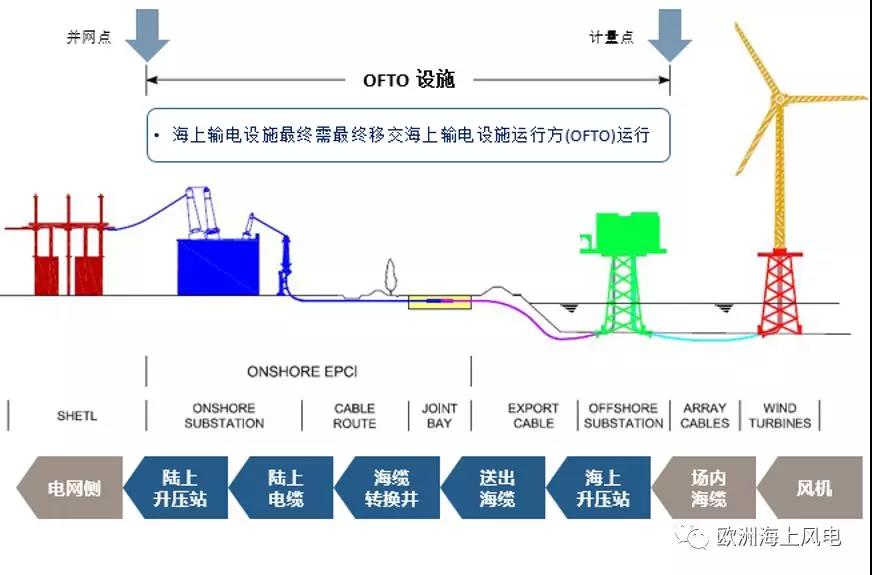 并网点
计量点
OFTO 设施
• 海上输电设施最终需最终移交海上输电设施运行方(OFTO)运行
ONSHORE EPCI
SHETL
ONSHORE
SUBSTATION
CABLE
ROUTE
JOINT
BAY
EXPORT
CABLE
OFFSHORE
SUBSTATION
ARRAY
CABLES
WIND
TURBINES
电网侧
陆上
升压站
陆上
电缆
海缆
转换井
送出
海缆
海上
升压站
场内
海缆
风机
欧洲海上风电